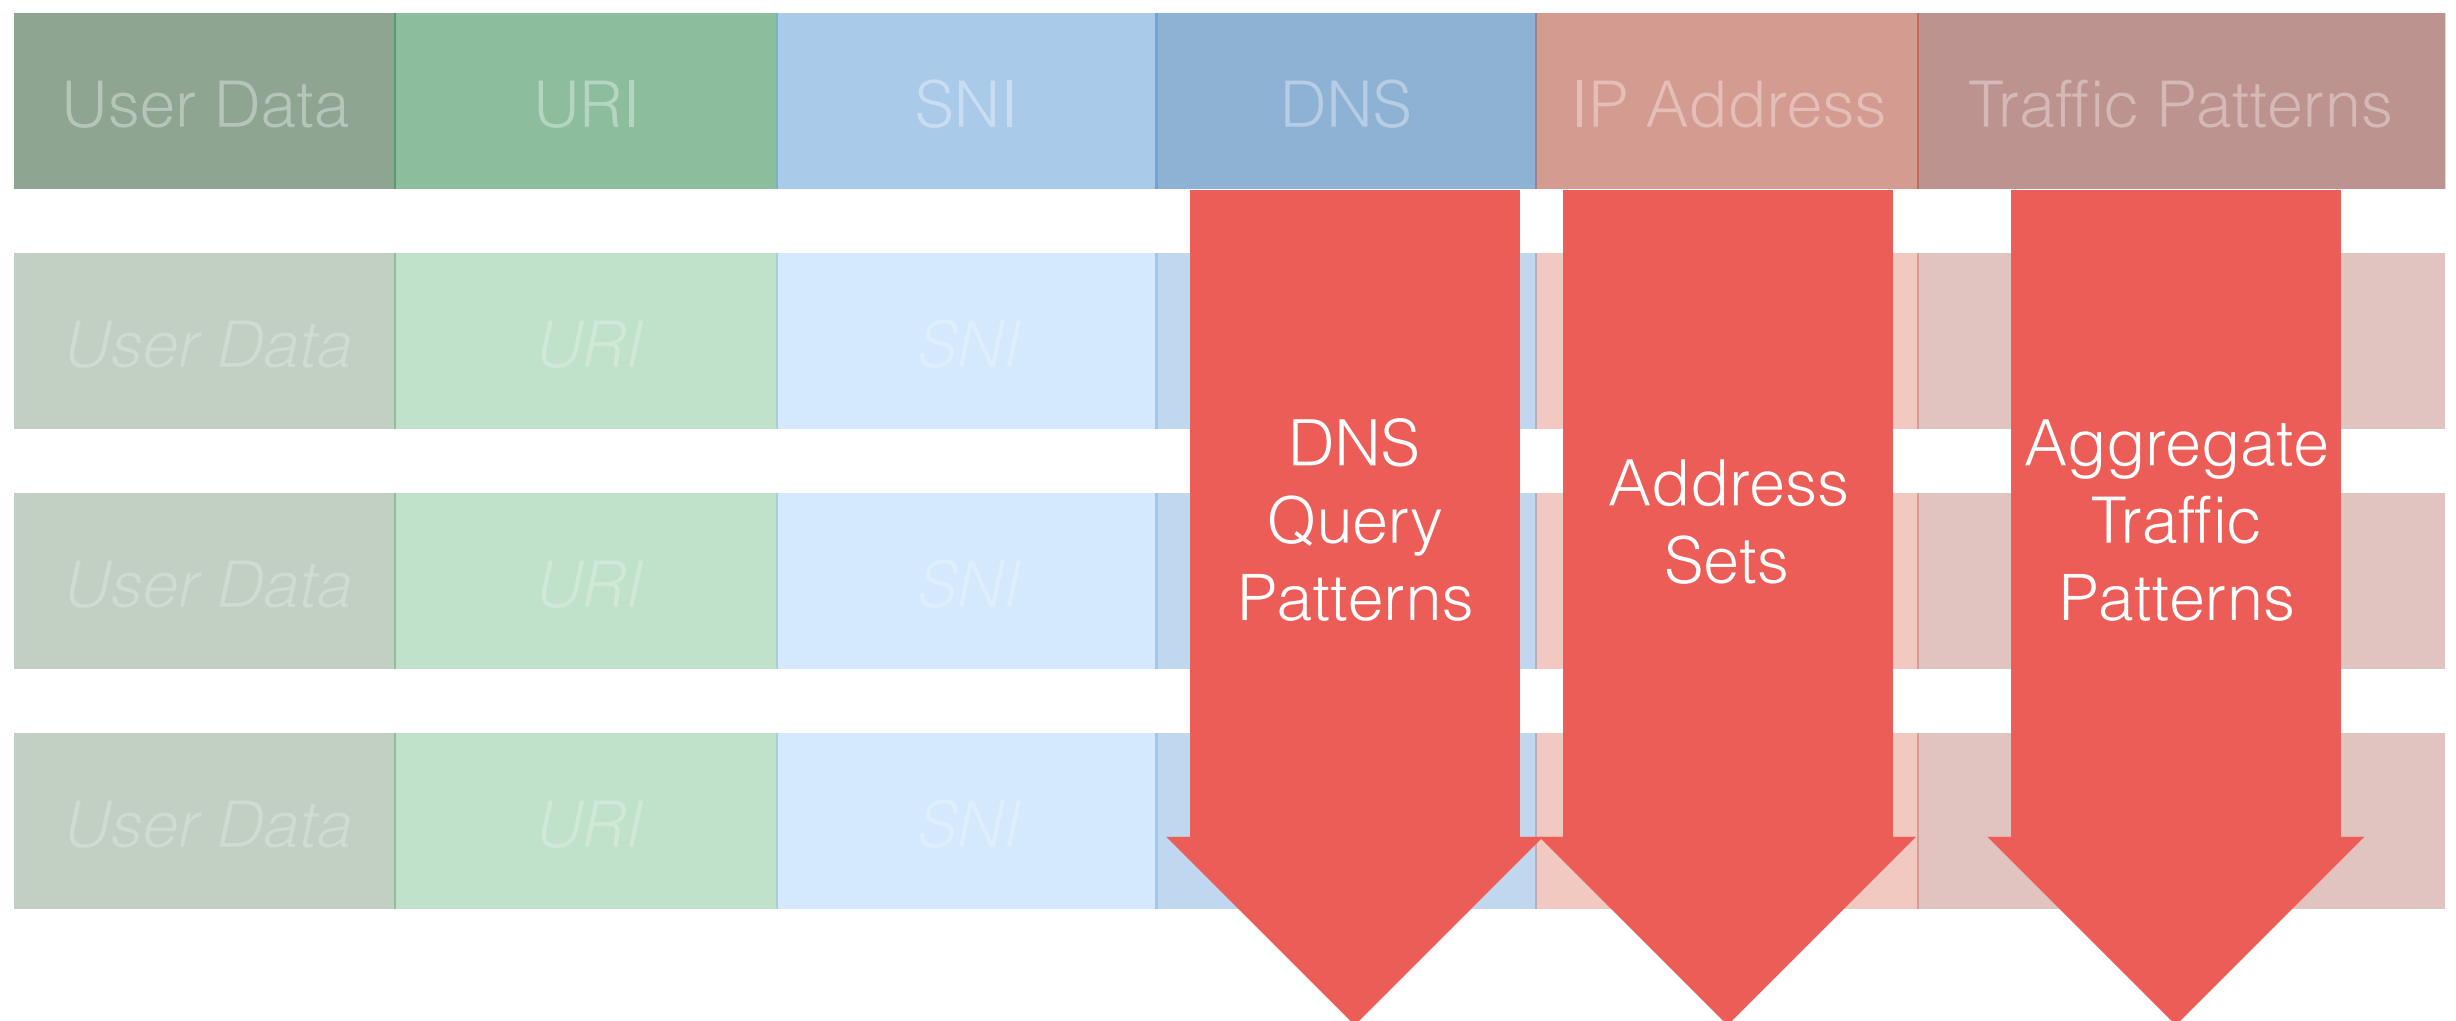 User Data URI SNI DNS IP Address Traffic Patterns
User Data URI SNI
DNS
Query
Patterns
Address
Sets
Aggregate
Traffic
Patterns
User Data URI SNI
User Data URI SNI